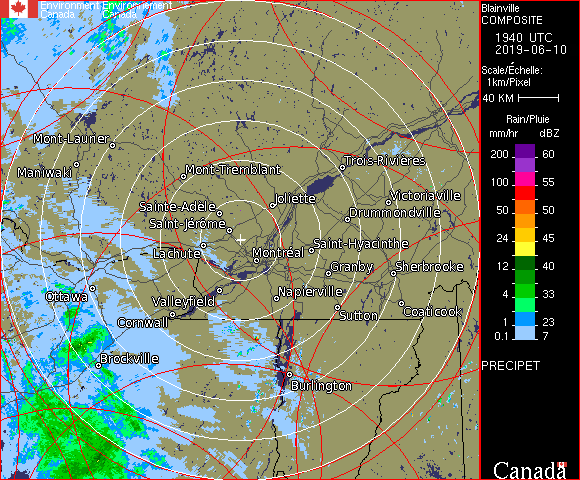 Environment Environnement
Canada Canada
Blainville
COMPOSITE
1940 UTC
2019-06-10
Scale/Échelle:
1km/Pixel
40 KM
Rain/Pluie
mm/hr dBZ
200 60
100 55
50 50
24 45
12 40
4 33
1 23
0.1 7
PRECIPET
Canada
Mont-Laurier
Maniwaki
Mont-Tremblant
Trois-Rivières
Joliette
Victoriaville
Sainte-Adèle
Drummondville
Saint-Jérôme
Lachute
Montréal
Saint-Hyacinthe
Granby
Sherbrooke
Ottawa
Valleyfield
Napierville
Cornwall
Sutton
Coaticook
Brockville
Burlington